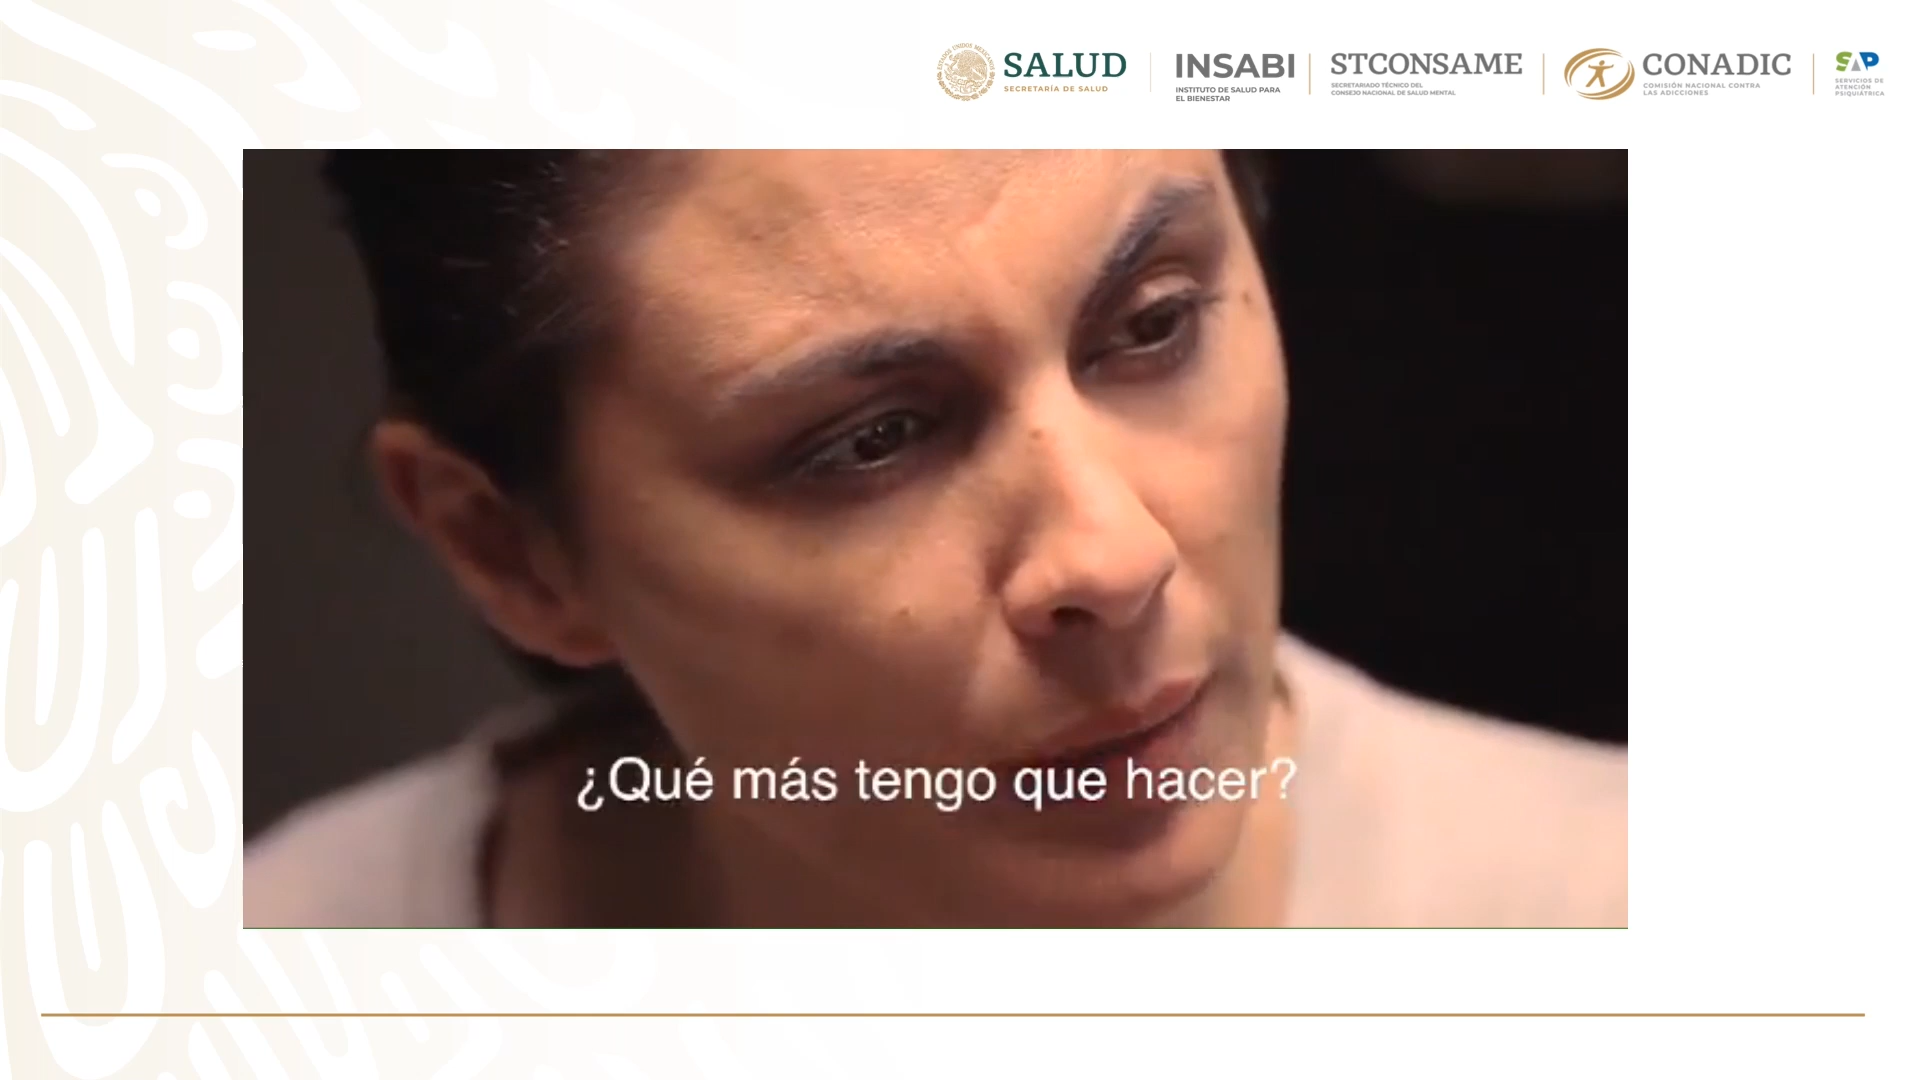 SALUD
SECRETARÍA DE SALUD
INSABI
INSTITUTO DE SALUD PARA
EL BIENESTAR
STCONSAME
SECRETARIADO TÉCNICO DEL
CONSEJO NACIONAL DE SALUD MENTAL
CONADIC
COMISIÓN NACIONAL CONTRA
LAS ADICCIONES
SAP
SERVICIOS DE
ATENCIÓN
PSIQUIÁTRICA
¿Qué más tengo que hacer?